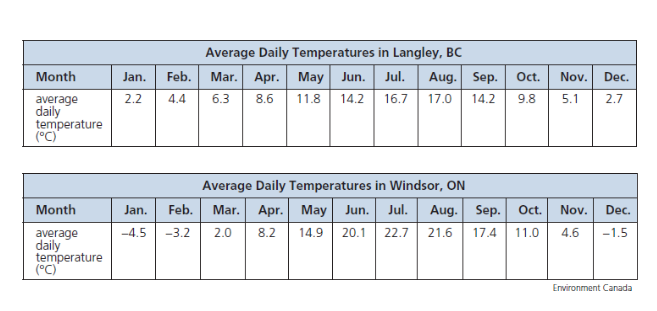 Average Daily Temperatures in Langley, BC
Month Jan. Feb. Mar. Apr. May Jun. Jul. Aug. Sep. Oct. Nov. Dec.
average 2.2 4.4 6.3 8.6 11.8 14.2 16.7 17.0 14.2 9.8 5.1 2.7
daily
temperature
(°C)
Average Daily Temperatures in Windsor, ON
Month Jan. Feb. Mar. Apr. May Jun. Jul. Aug. Sep. Oct. Nov. Dec.
average –4.5 –3.2 2.0 8.2 14.9 20.1 22.7 21.6 17.4 11.0 4.6 –1.5
daily
temperature
(°C)
Environment Canada